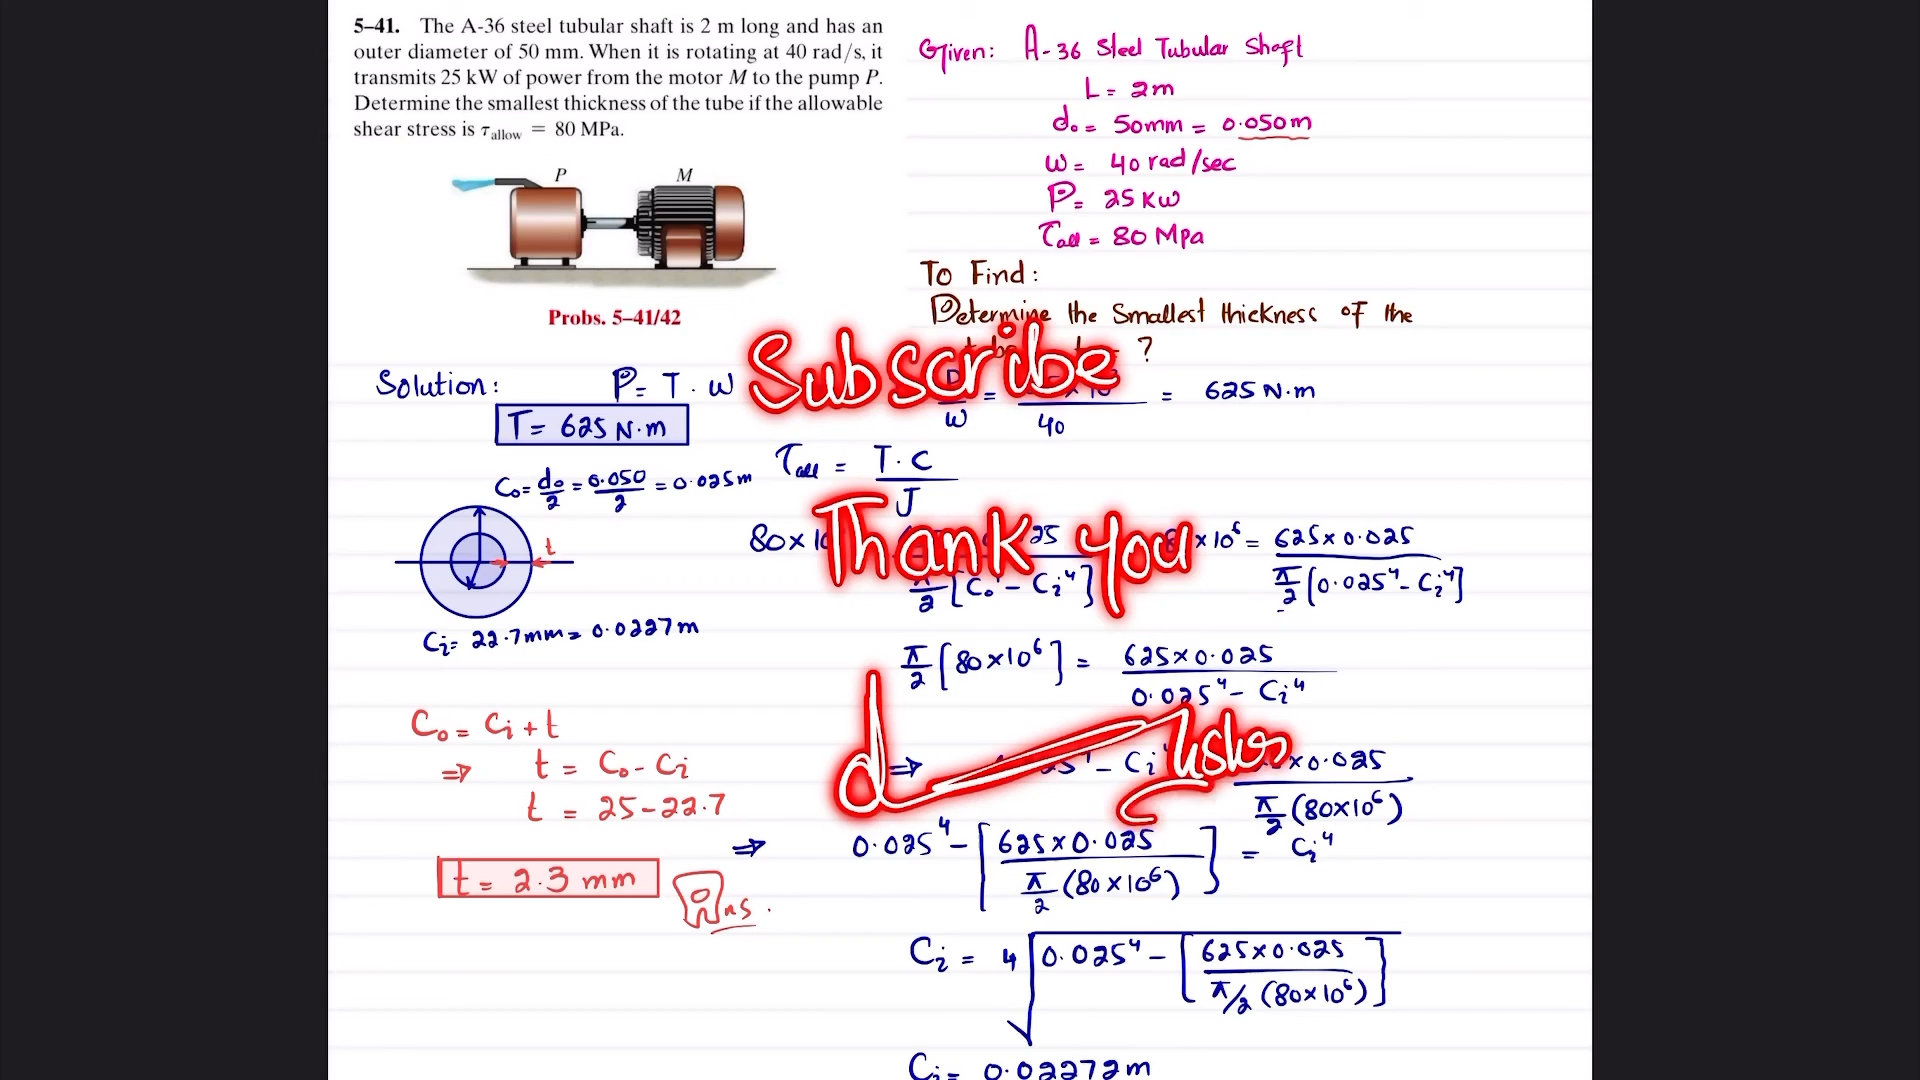 5–41. The A-36 steel tubular shaft is 2 m long and has an
outer diameter of 50 mm. When it is rotating at 40 rad/s, it
transmits 25 kW of power from the motor M to the pump P.
Determine the smallest thickness of the tube if the allowable
shear stress is τallow = 80 MPa.
P M
Probs. 5–41/42
Given: A-36 Steel Tubular Shaft
L = 2m
do = 50mm = 0.050m
ω = 40 rad/sec
P = 25 KW
τall = 80 Mpa
To Find:
Determine the Smallest thickness of the
?
Subscribe
Solution: P = T · ω
/ω = /40 = 625 N·m
T = 625 N·m
Co = do/2 = 0.050/2 = 0.025m
τall = T·C/J
Thank you
t
80×10
π/2 [Co⁴ - Ci⁴]
×10⁶ = 625×0.025 / π/2 [0.025⁴ - Ci⁴]
Ci = 22.7mm = 0.0227m
π/2 [80×10⁶] = 625×0.025 / 0.025⁴ - Ci⁴
⇒ - Ci ×0.025 / π/2 (80×10⁶)
⇒ 0.025⁴ - [625×0.025 / π/2 (80×10⁶)] = Ci⁴
Ci = ⁴√0.025⁴ - [625×0.025 / π/2 (80×10⁶)]
Ci = 0.02272m
Co = Ci + t
⇒ t = Co - Ci
t = 25 - 22.7
t = 2.3 mm
Ans.